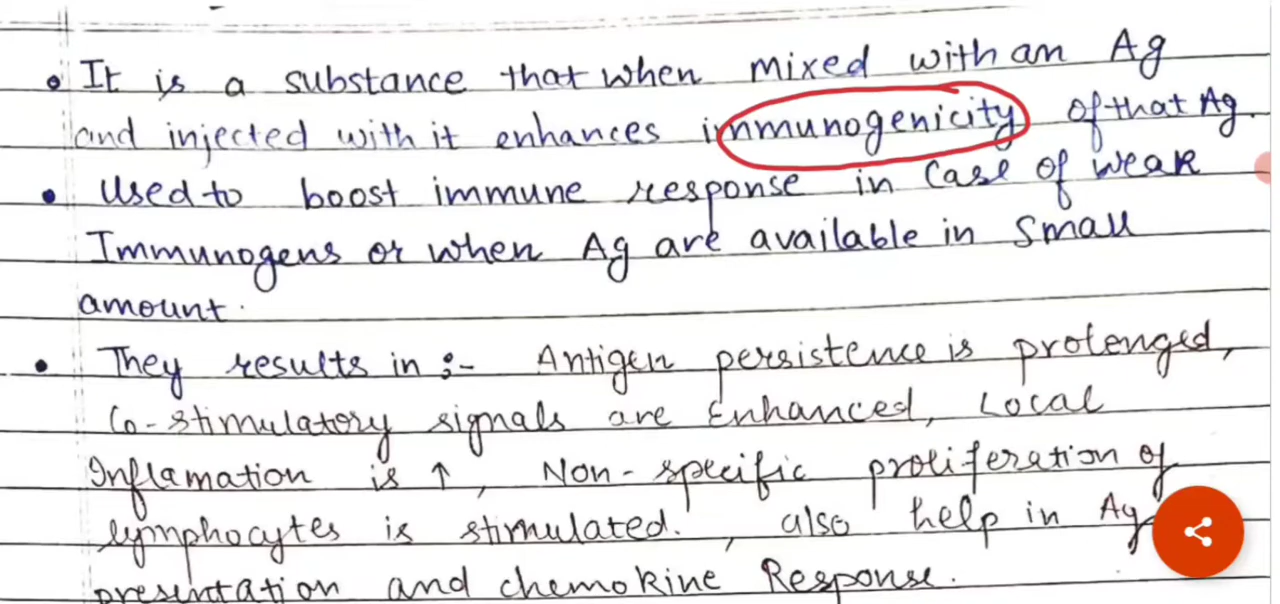 • It is a substance that when mixed with an Ag
and injected with it enhances immunogenicity of that Ag.
• Used to boost immune response in case of weak
Immunogens or when Ag are available in small
amount.
• They results in :- Antigen persistence is prolenged,
Co-stimulatory signals are Enhanced, Local
Inflamation is ↑, Non-specific proliferation of
lymphocytes is stimulated., also help in Ag
presentation and chemokine Response.